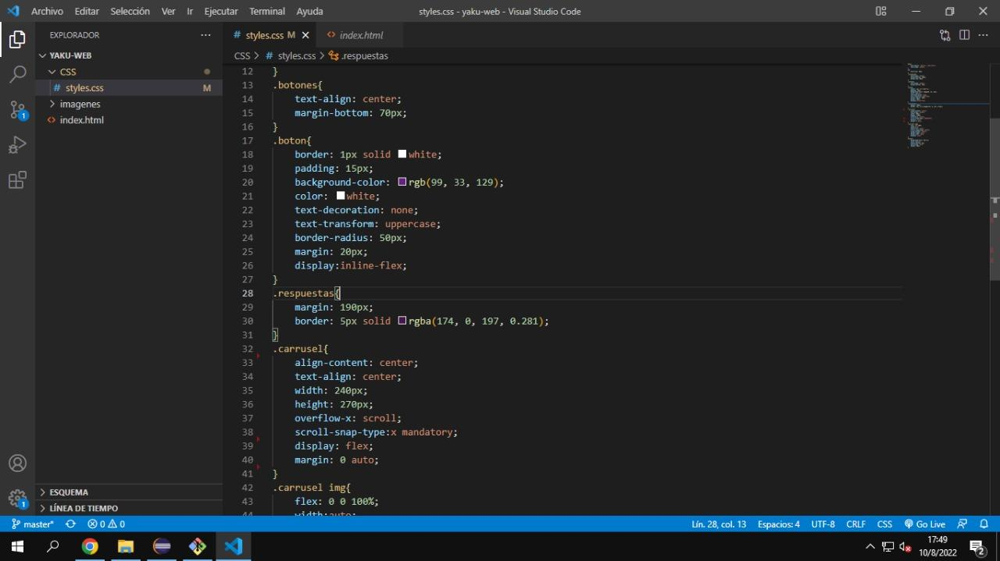 Archivo Editar Selección Ver Ir Ejecutar Terminal Ayuda styles.css - yaku-web - Visual Studio Code
EXPLORADOR
YAKU-WEB
CSS
# styles.css M
imagenes
<> index.html
ESQUEMA
LÍNEA DE TIEMPO
# styles.css M <> index.html
CSS > # styles.css > .respuestas
12 }
13 .botones{
14     text-align: center;
15     margin-bottom: 70px;
16 }
17 .boton{
18     border: 1px solid white;
19     padding: 15px;
20     background-color: rgb(99, 33, 129);
21     color: white;
22     text-decoration: none;
23     text-transform: uppercase;
24     border-radius: 50px;
25     margin: 20px;
26     display:inline-flex;
27 }
28 .respuestas{
29     margin: 190px;
30     border: 5px solid rgba(174, 0, 197, 0.281);
31 }
32 .carrusel{
33     align-content: center;
34     text-align: center;
35     width: 240px;
36     height: 270px;
37     overflow-x: scroll;
38     scroll-snap-type:x mandatory;
39     display: flex;
40     margin: 0 auto;
41 }
42 .carrusel img{
43     flex: 0 0 100%;
44     width:auto;
1
1
master* 0 0 Lín. 28, col. 13 Espacios: 4 UTF-8 CRLF CSS Go Live
17:49
10/8/2022
2